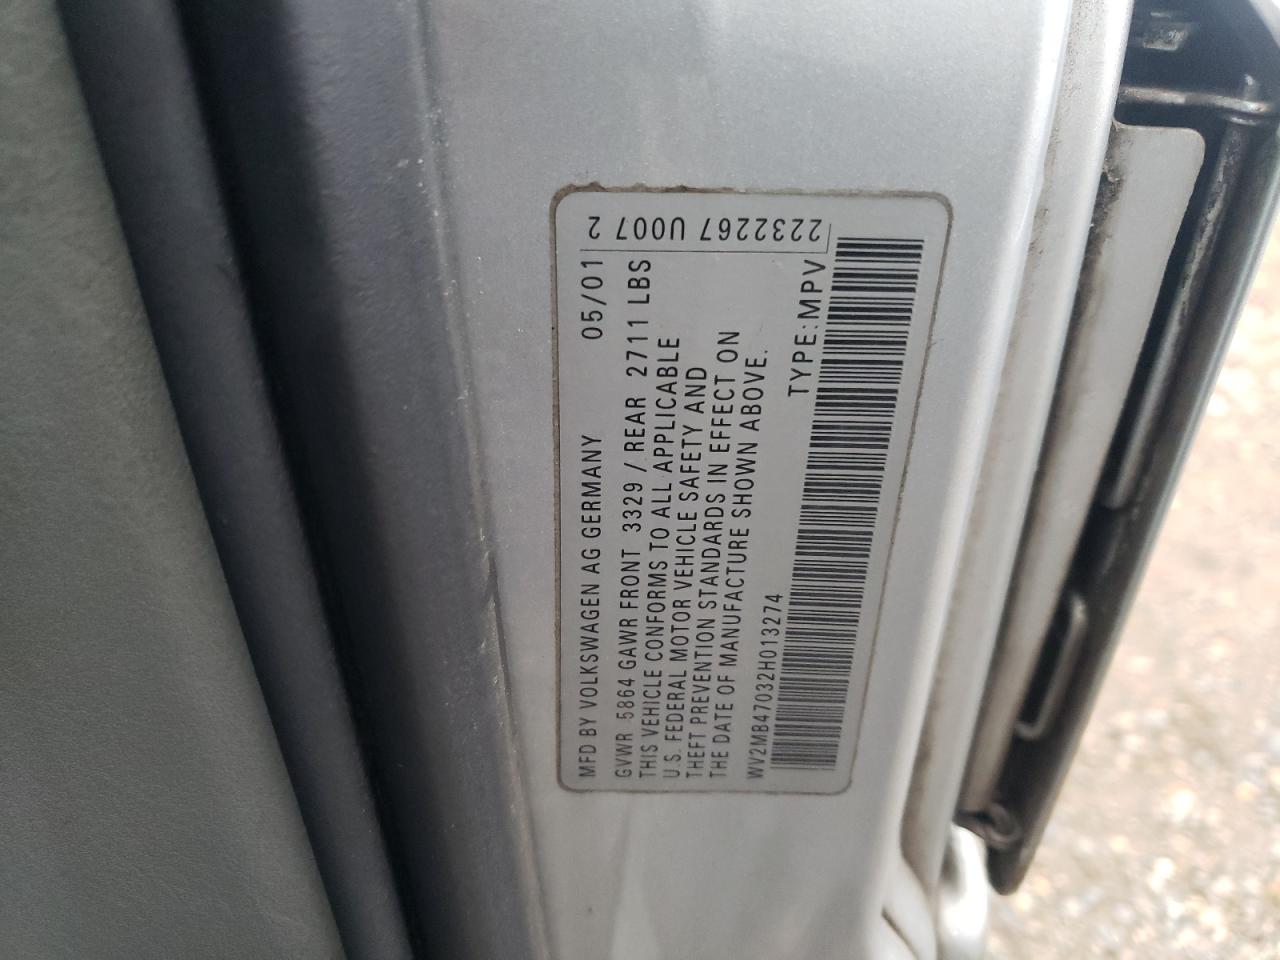 MFD BY VOLKSWAGEN AG GERMANY 05/01
GVWR 5864 GAWR FRONT 3329 / REAR 2711 LBS
THIS VEHICLE CONFORMS TO ALL APPLICABLE
U.S. FEDERAL MOTOR VEHICLE SAFETY AND
THEFT PREVENTION STANDARDS IN EFFECT ON
THE DATE OF MANUFACTURE SHOWN ABOVE.
WV2MB47032H013274 TYPE:MPV
2232267 U007 2